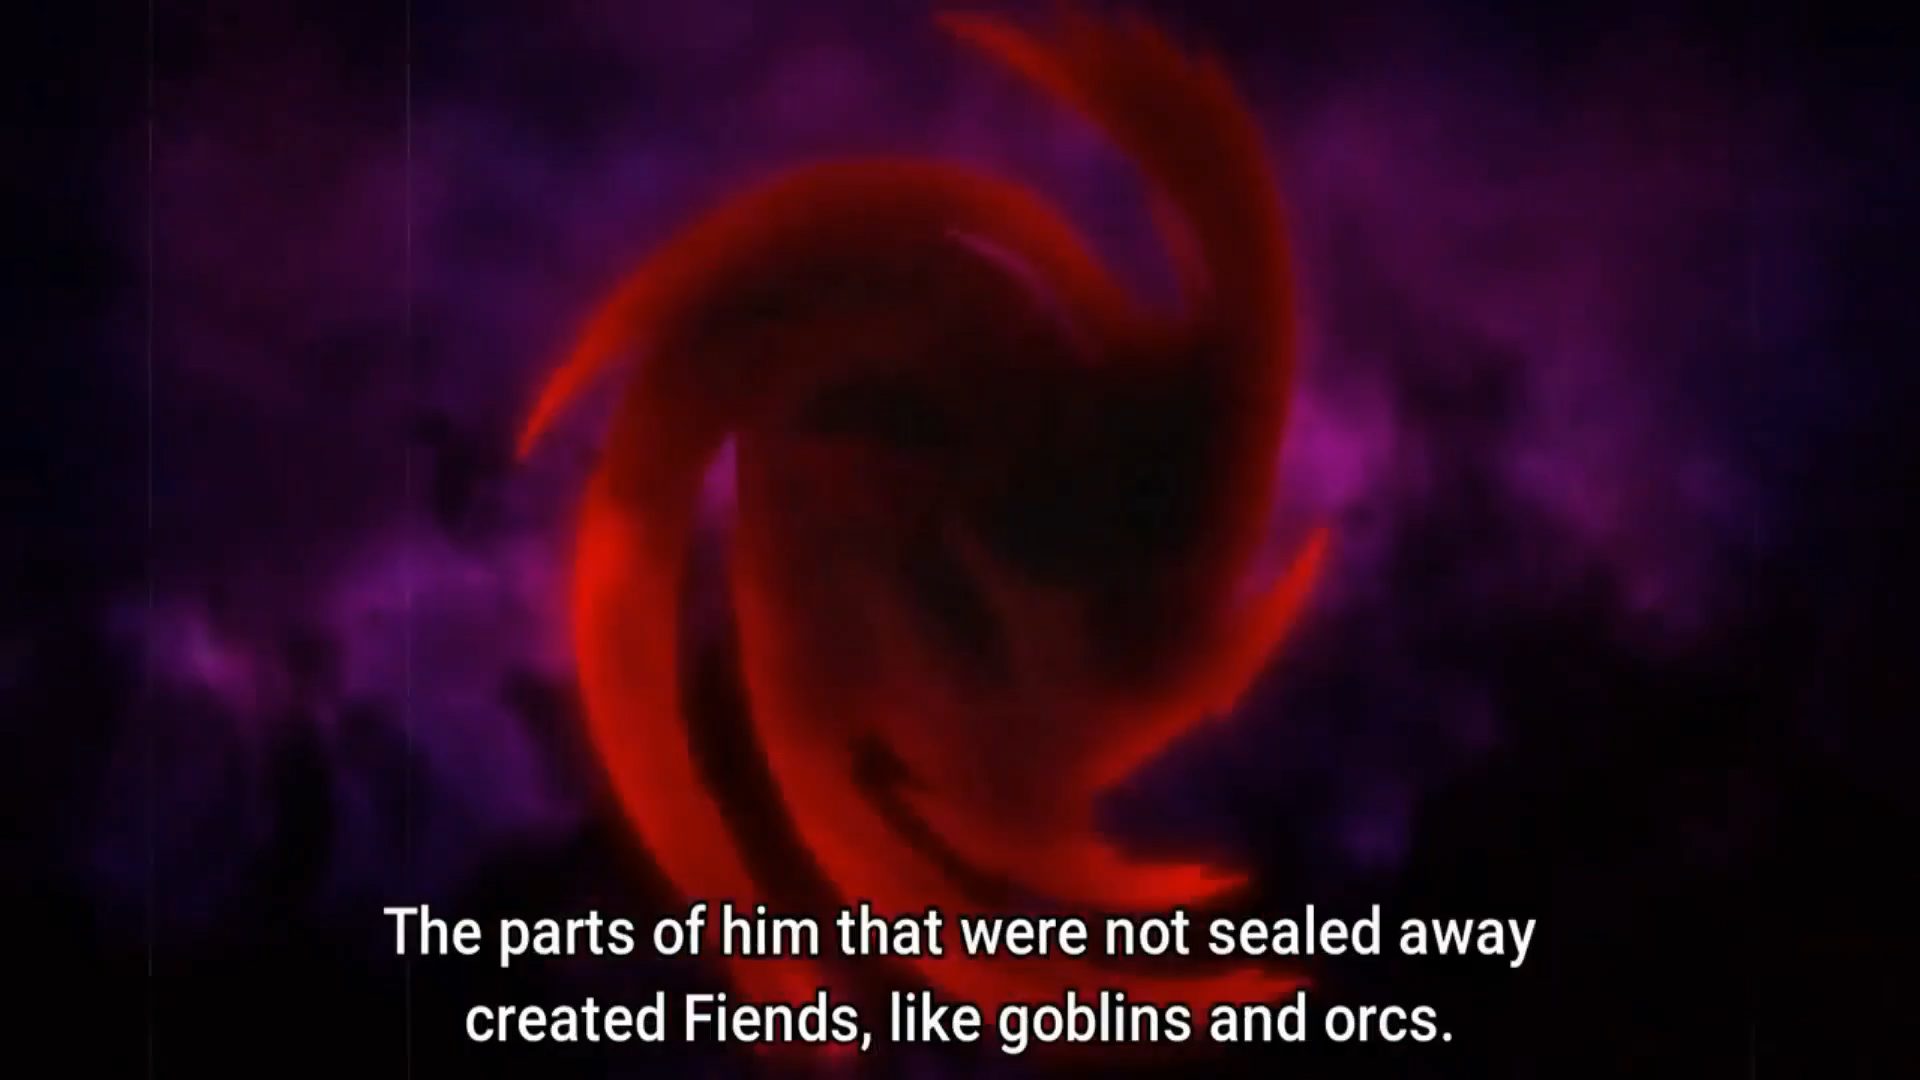 The parts of him that were not sealed away
created Fiends, like goblins and orcs.